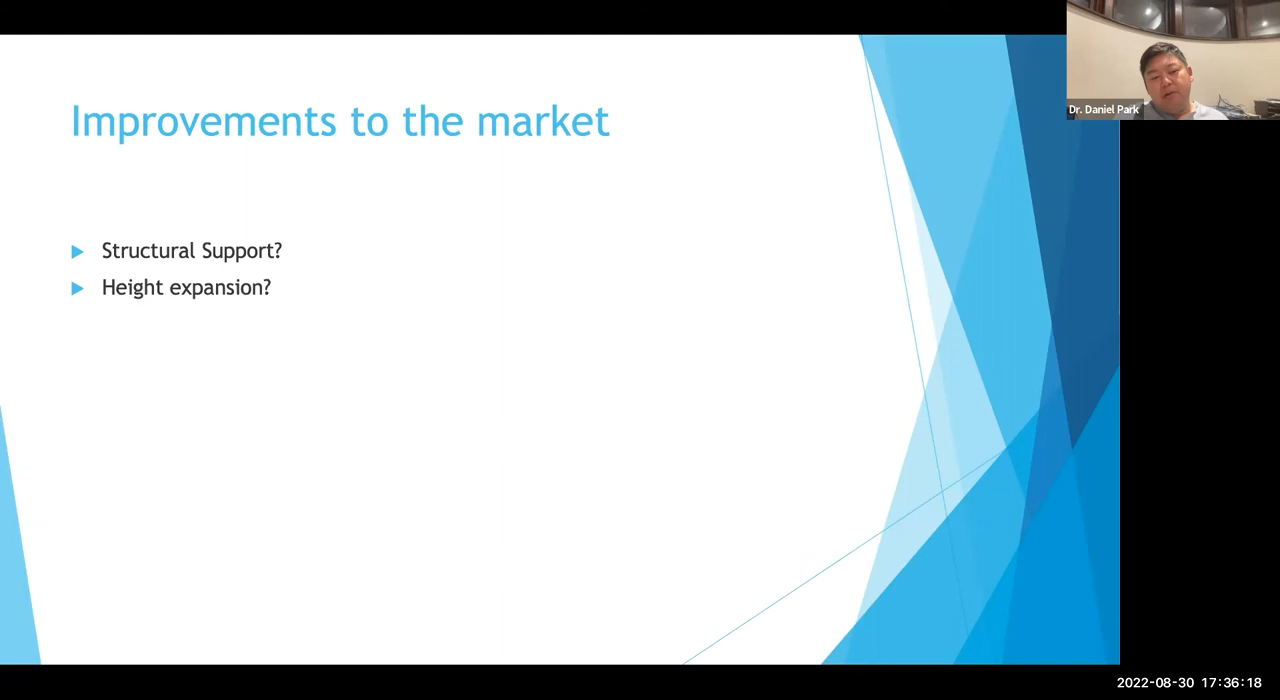 Improvements to the market
Structural Support?
Height expansion?
Dr. Daniel Park
2022-08-30 17:36:18